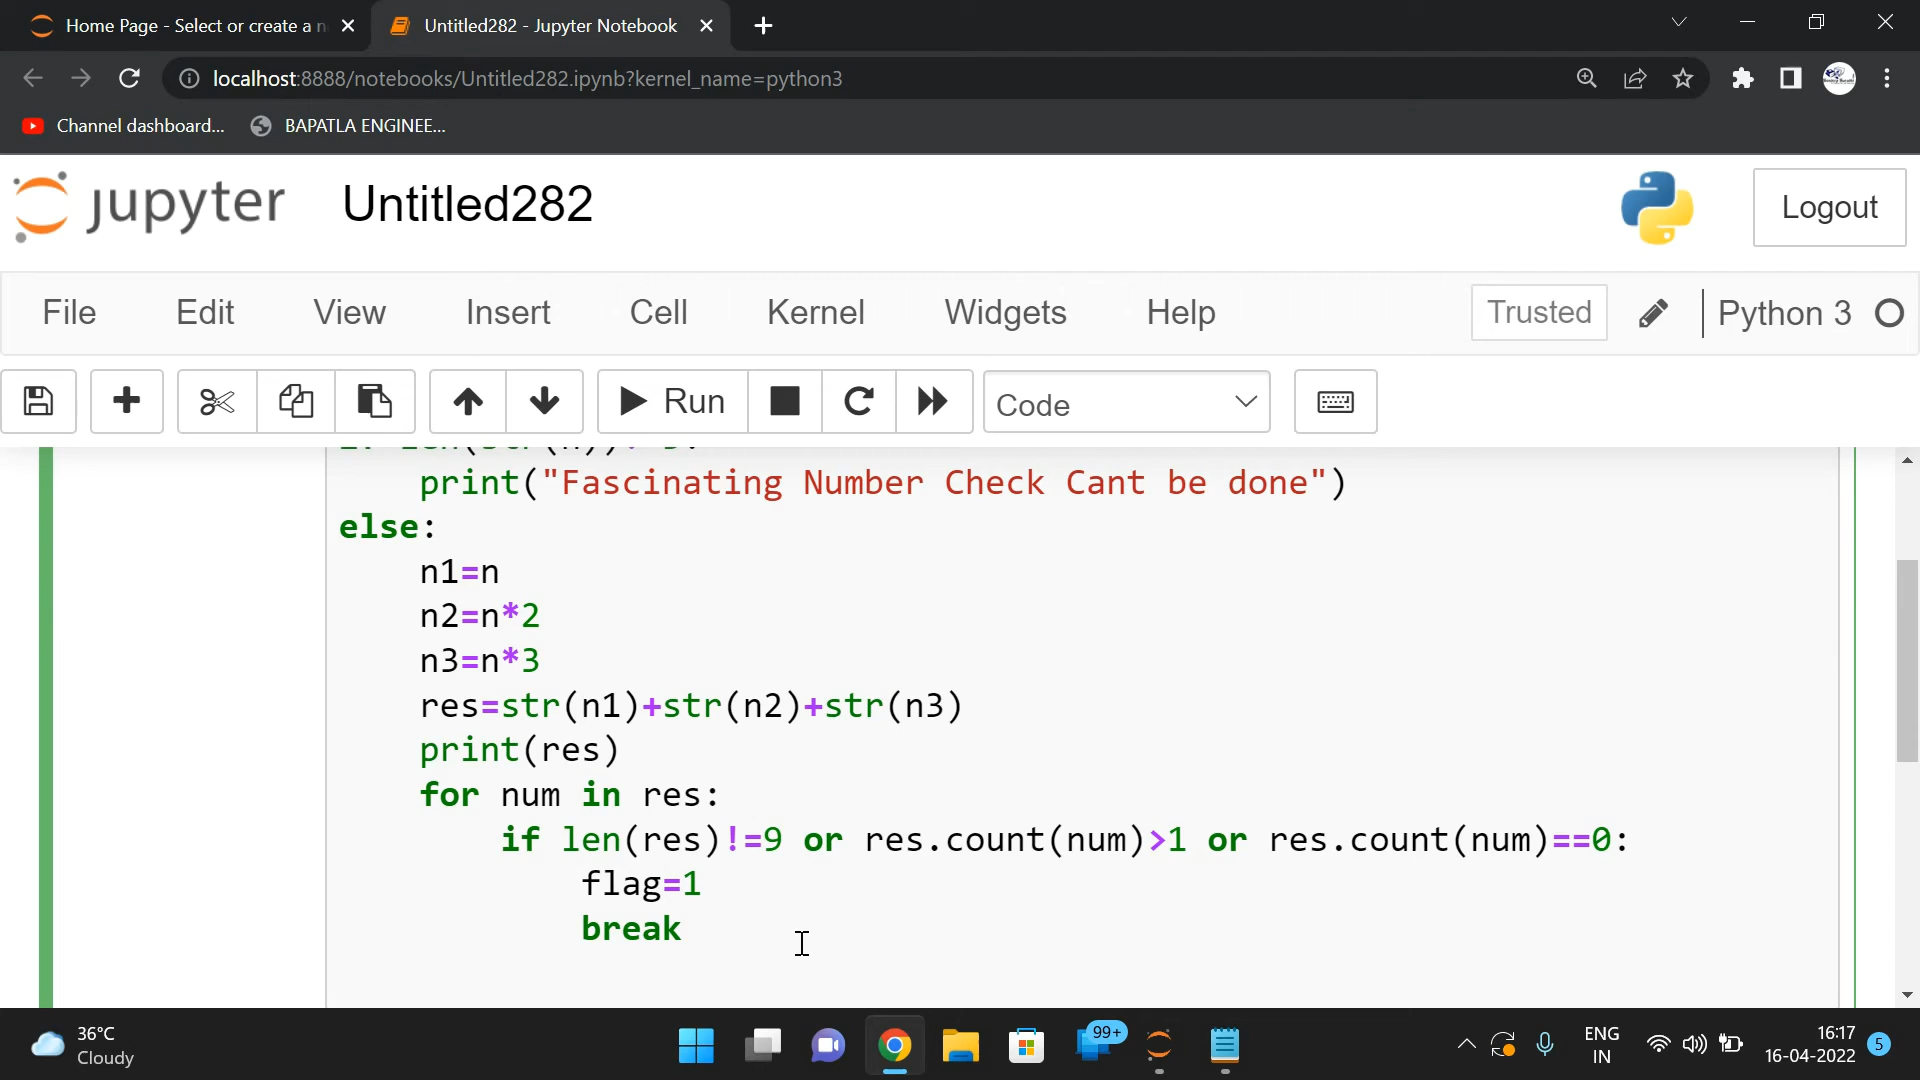 Home Page - Select or create a n
Untitled282 - Jupyter Notebook
localhost:8888/notebooks/Untitled282.ipynb?kernel_name=python3
Channel dashboard...
BAPATLA ENGINEE...
jupyter
Untitled282
Logout
File Edit View Insert Cell Kernel Widgets Help
Trusted
Python 3
Run
Code
print("Fascinating Number Check Cant be done")
else:
n1=n
n2=n*2
n3=n*3
res=str(n1)+str(n2)+str(n3)
print(res)
for num in res:
if len(res)!=9 or res.count(num)>1 or res.count(num)==0:
flag=1
break
36°C
Cloudy
99+
ENG
IN
16:17
16-04-2022
5